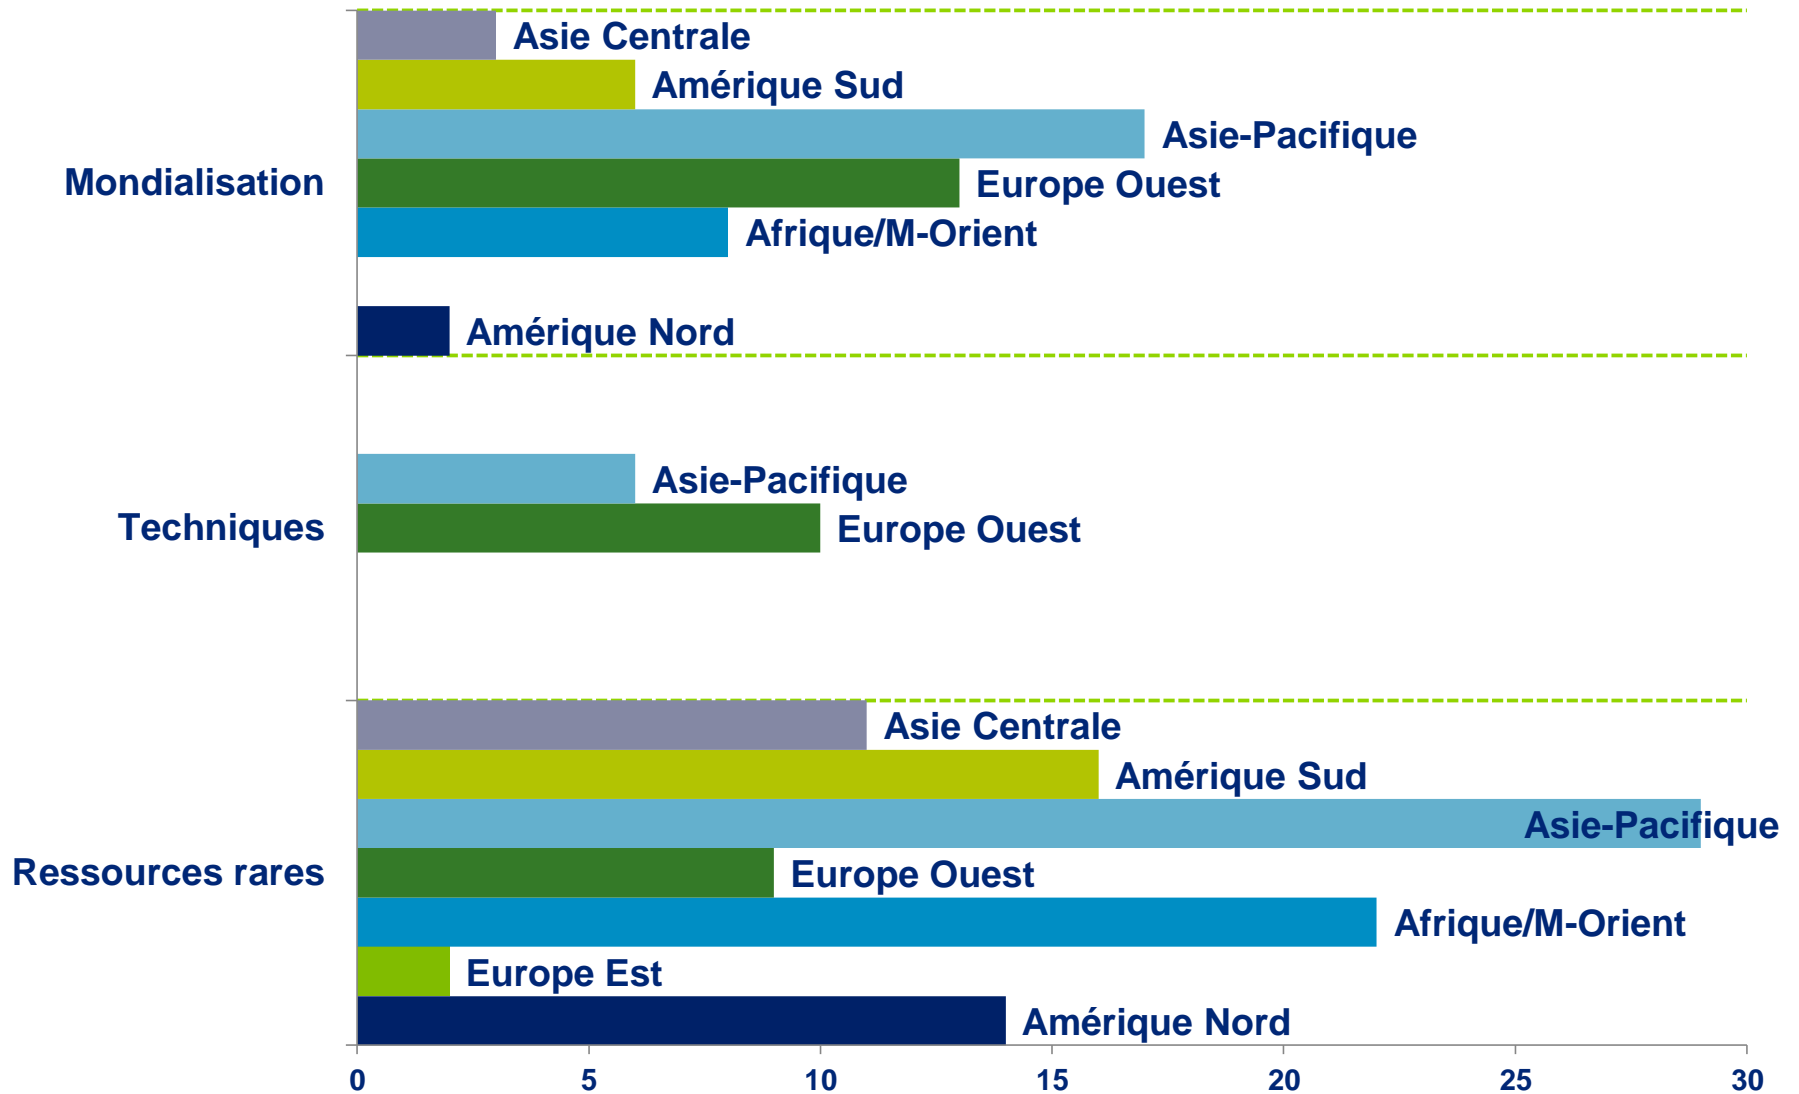 Asie Centrale
Amérique Sud
Asie-Pacifique
Mondialisation
Europe Ouest
Afrique/M-Orient
Amérique Nord
Asie-Pacifique
Techniques
Europe Ouest
Asie Centrale
Amérique Sud
Asie-Pacifique
Ressources rares
Europe Ouest
Afrique/M-Orient
Europe Est
Amérique Nord
0 5 10 15 20 25 30